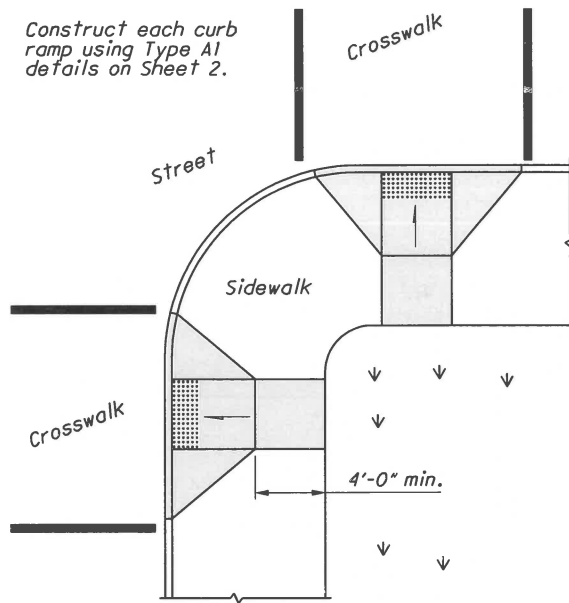 Construct each curb
ramp using Type A1
details on Sheet 2.
Crosswalk
Street
Sidewalk
Crosswalk
4'-0" min.